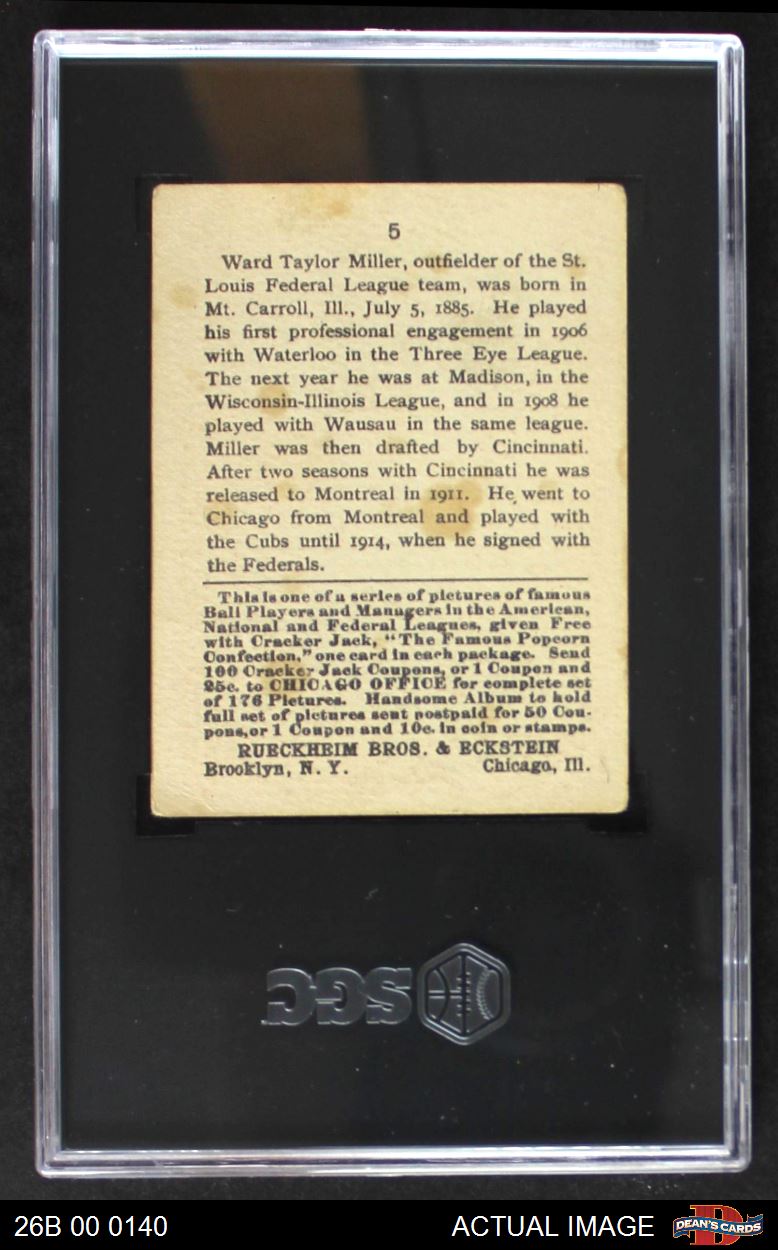 5
Ward Taylor Miller, outfielder of the St.
Louis Federal League team, was born in
Mt. Carroll, Ill., July 5, 1885. He played
his first professional engagement in 1906
with Waterloo in the Three Eye League.
The next year he was at Madison, in the
Wisconsin-Illinois League, and in 1908 he
played with Wausau in the same league.
Miller was then drafted by Cincinnati.
After two seasons with Cincinnati he was
released to Montreal in 1911. He went to
Chicago from Montreal and played with
the Cubs until 1914, when he signed with
the Federals.
This is one of a series of pictures of famous
Ball Players and Managers in the American,
National and Federal Leagues, given Free
with Cracker Jack, "The Famous Popcorn
Confection," one card in each package. Send
100 Cracker Jack Coupons, or 1 Coupon and
25c. to CHICAGO OFFICE for complete set
of 176 Pictures. Handsome Album to hold
full set of pictures sent postpaid for 50 Cou-
pons, or 1 Coupon and 10c. in coin or stamps.
RUECKHEIM BROS. & ECKSTEIN
Brooklyn, N. Y. Chicago, Ill.
SGC
26B 00 0140 ACTUAL IMAGE DEAN'S CARDS